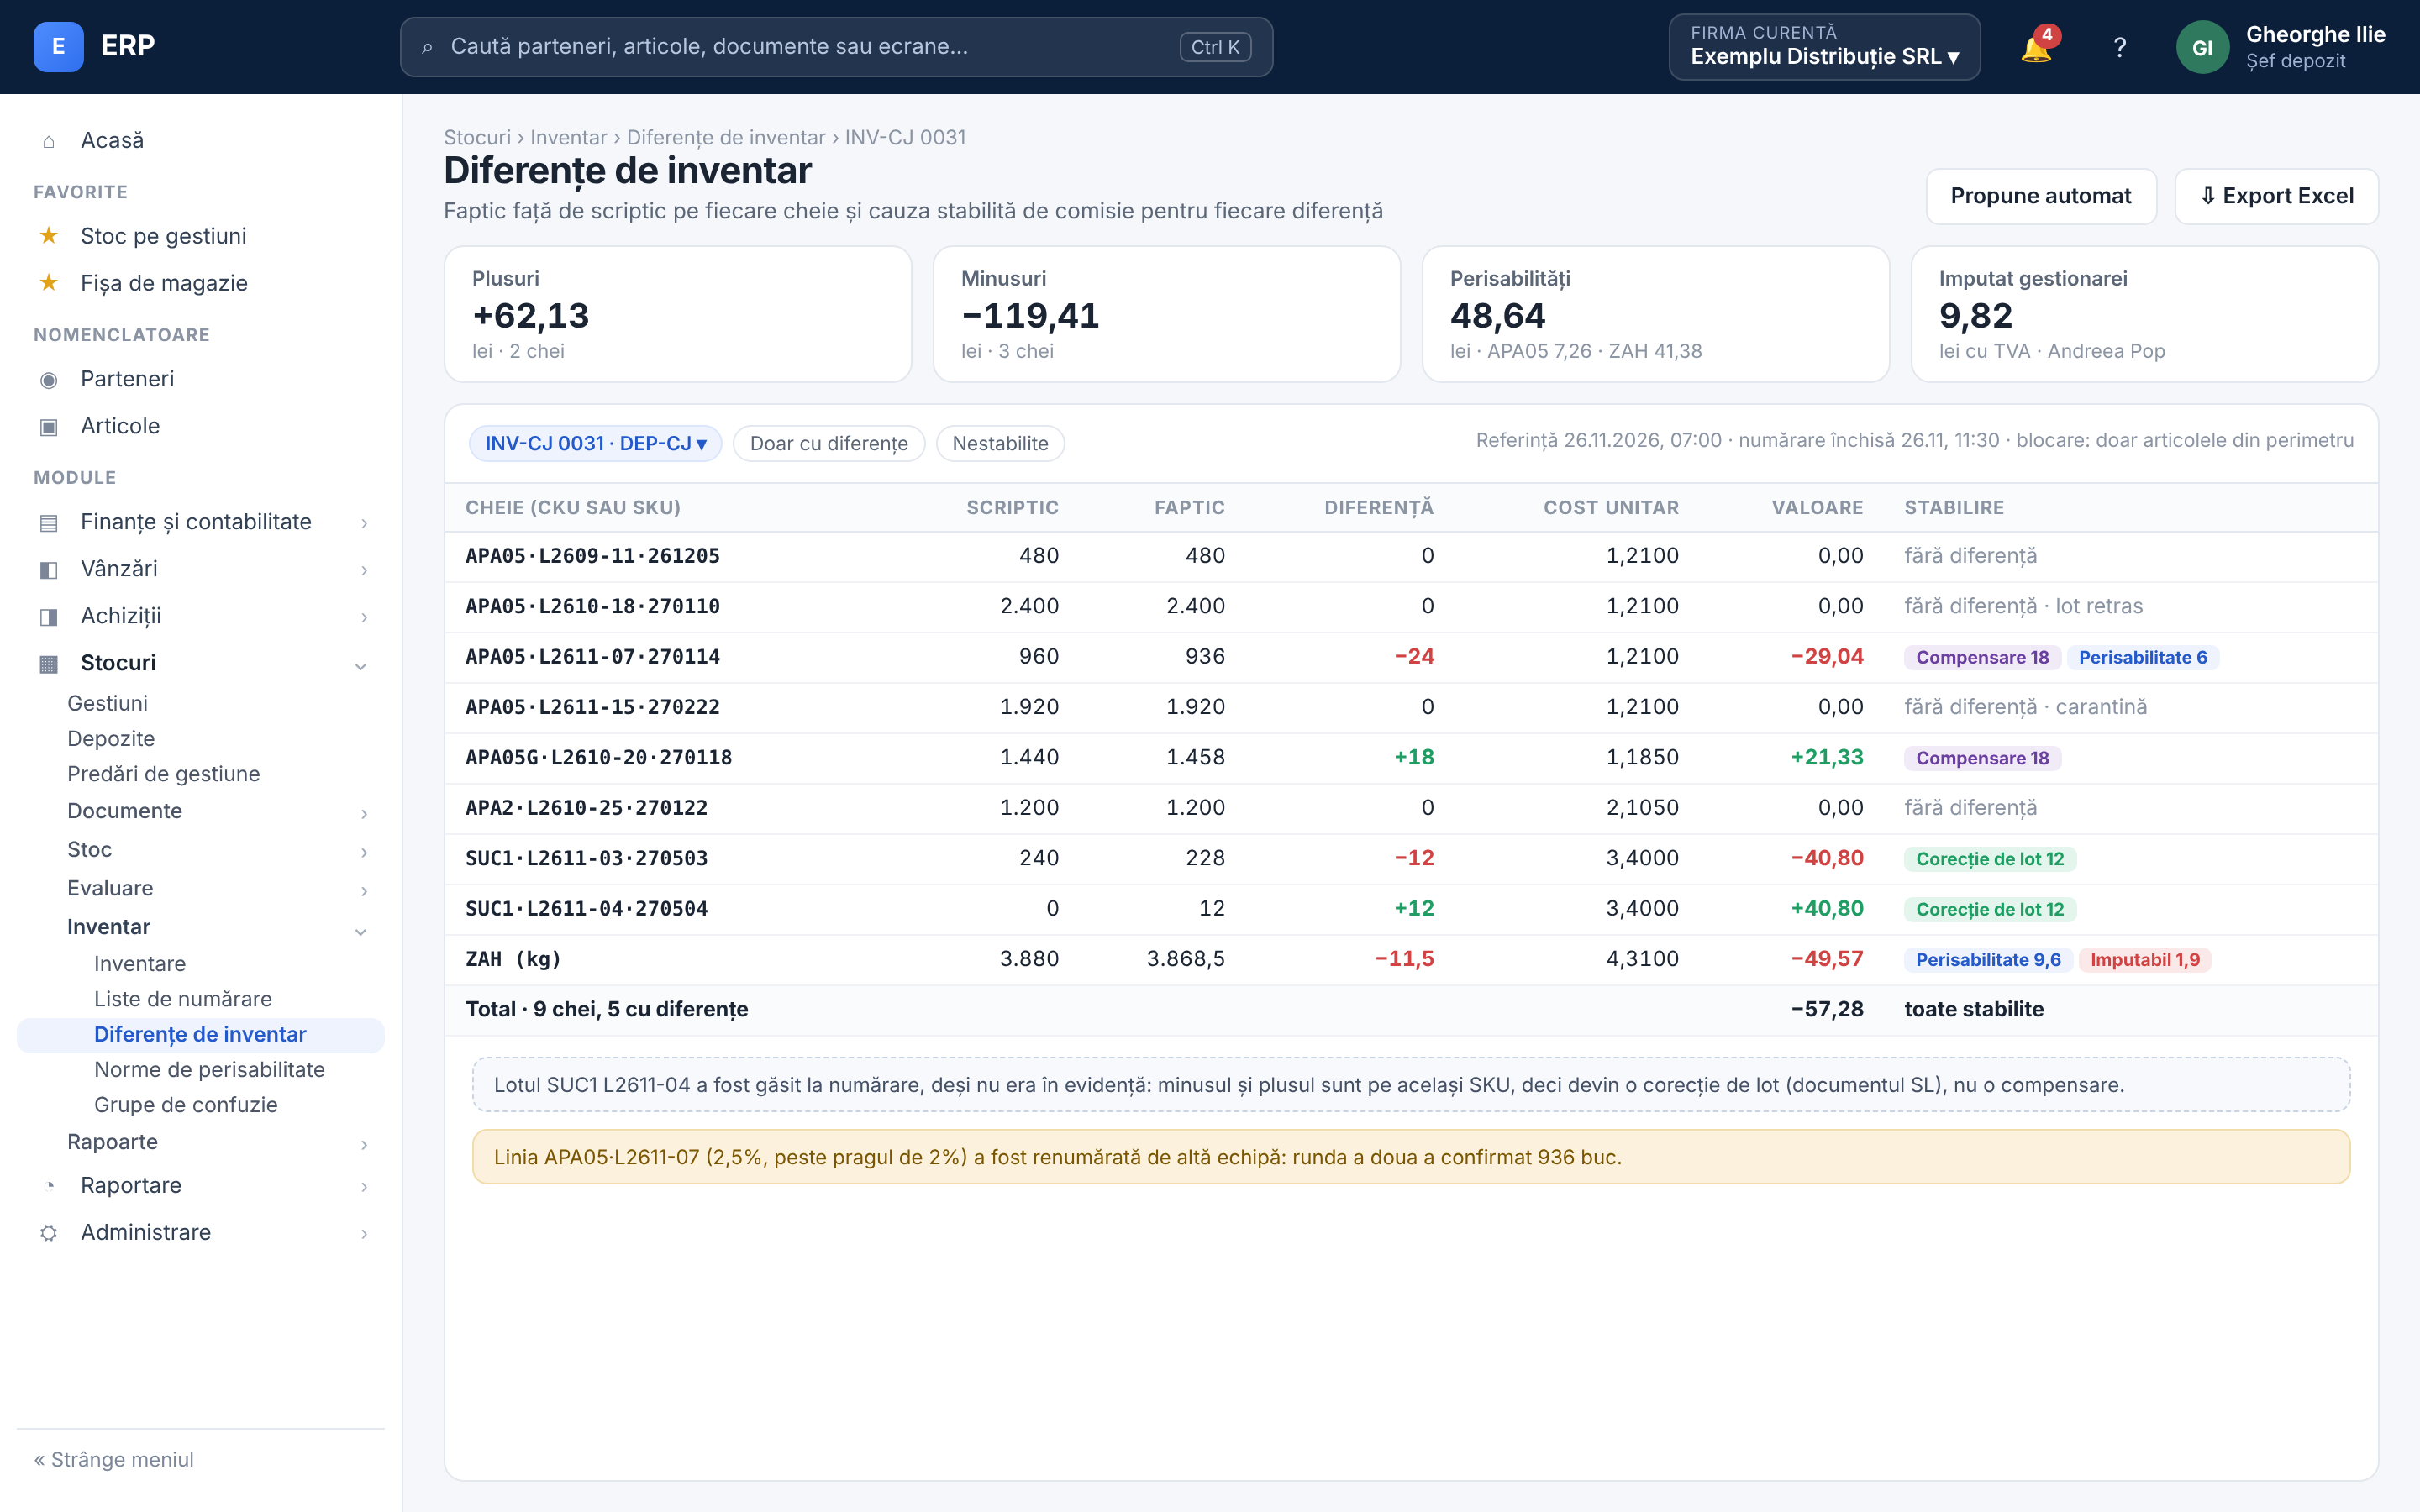 E ERP
Caută parteneri, articole, documente sau ecrane... Ctrl K
FIRMA CURENTĂ
Exemplu Distribuție SRL ▾
4
?
GI
Gheorghe Ilie
Șef depozit
Acasă
FAVORITE
★ Stoc pe gestiuni
★ Fișa de magazie
NOMENCLATOARE
Parteneri
Articole
MODULE
Finanțe și contabilitate ›
Vânzări ›
Achiziții ›
Stocuri
Gestiuni
Depozite
Predări de gestiune
Documente ›
Stoc ›
Evaluare ›
Inventar
Inventare
Liste de numărare
Diferențe de inventar
Norme de perisabilitate
Grupe de confuzie
Rapoarte ›
Raportare ›
Administrare ›
« Strânge meniul
Stocuri › Inventar › Diferențe de inventar › INV-CJ 0031
Diferențe de inventar
Faptic față de scriptic pe fiecare cheie și cauza stabilită de comisie pentru fiecare diferență
Propune automat
⇩ Export Excel
Plusuri
+62,13
lei · 2 chei
Minusuri
−119,41
lei · 3 chei
Perisabilități
48,64
lei · APA05 7,26 · ZAH 41,38
Imputat gestionarei
9,82
lei cu TVA · Andreea Pop
INV-CJ 0031 · DEP-CJ ▾ Doar cu diferențe Nestabilite
Referință 26.11.2026, 07:00 · numărare închisă 26.11, 11:30 · blocare: doar articolele din perimetru
CHEIE (CKU SAU SKU) SCRIPTIC FAPTIC DIFERENȚĂ COST UNITAR VALOARE STABILIRE
APA05·L2609-11·261205 480 480 0 1,2100 0,00 fără diferență
APA05·L2610-18·270110 2.400 2.400 0 1,2100 0,00 fără diferență · lot retras
APA05·L2611-07·270114 960 936 −24 1,2100 −29,04 Compensare 18 Perisabilitate 6
APA05·L2611-15·270222 1.920 1.920 0 1,2100 0,00 fără diferență · carantină
APA05G·L2610-20·270118 1.440 1.458 +18 1,1850 +21,33 Compensare 18
APA2·L2610-25·270122 1.200 1.200 0 2,1050 0,00 fără diferență
SUC1·L2611-03·270503 240 228 −12 3,4000 −40,80 Corecție de lot 12
SUC1·L2611-04·270504 0 12 +12 3,4000 +40,80 Corecție de lot 12
ZAH (kg) 3.880 3.868,5 −11,5 4,3100 −49,57 Perisabilitate 9,6 Imputabil 1,9
Total · 9 chei, 5 cu diferențe −57,28 toate stabilite
Lotul SUC1 L2611-04 a fost găsit la numărare, deși nu era în evidență: minusul și plusul sunt pe același SKU, deci devin o corecție de lot (documentul SL), nu o compensare.
Linia APA05·L2611-07 (2,5%, peste pragul de 2%) a fost renumărată de altă echipă: runda a doua a confirmat 936 buc.